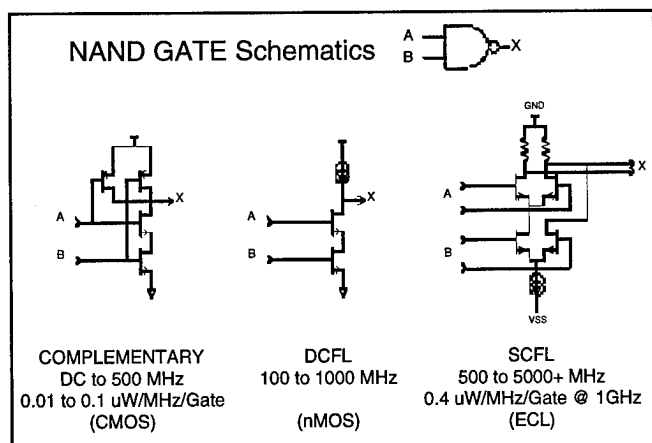 NAND GATE Schematics
A
B
X
GND
X
X
X
A
A
A
B
B
B
VSS
COMPLEMENTARY
DC to 500 MHz
0.01 to 0.1 uW/MHz/Gate
(CMOS)
DCFL
100 to 1000 MHz
(nMOS)
SCFL
500 to 5000+ MHz
0.4 uW/MHz/Gate @ 1GHz
(ECL)